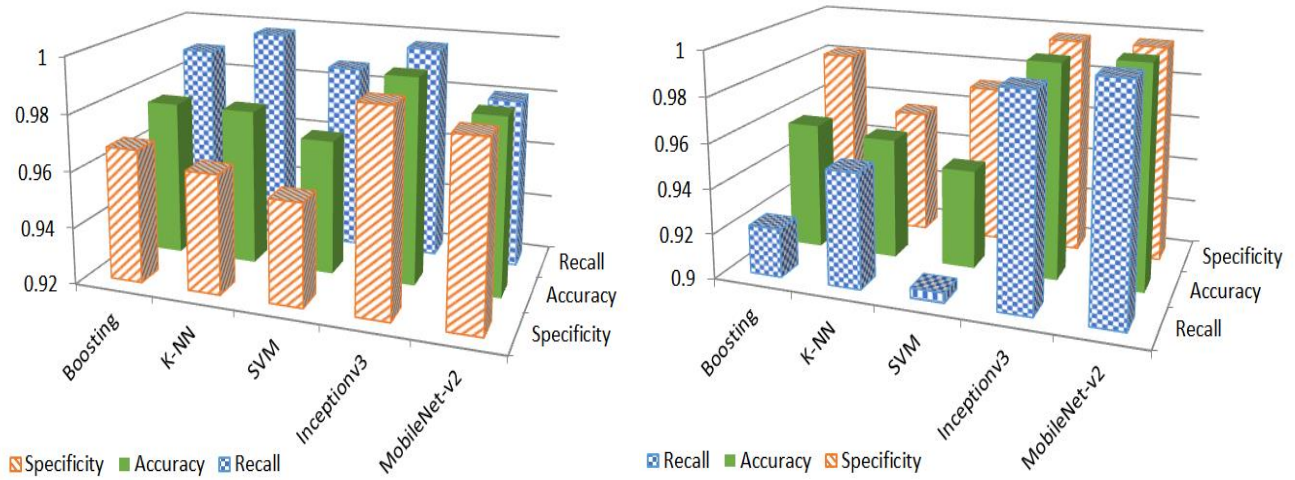 1
0.98
0.96
0.94
0.92
Boosting
K-NN
SVM
Inceptionv3
MobileNet-v2
Recall
Accuracy
Specificity
Specificity Accuracy Recall
1
0.98
0.96
0.94
0.92
0.9
Boosting
K-NN
SVM
Inceptionv3
MobileNet-v2
Specificity
Accuracy
Recall
Recall Accuracy Specificity